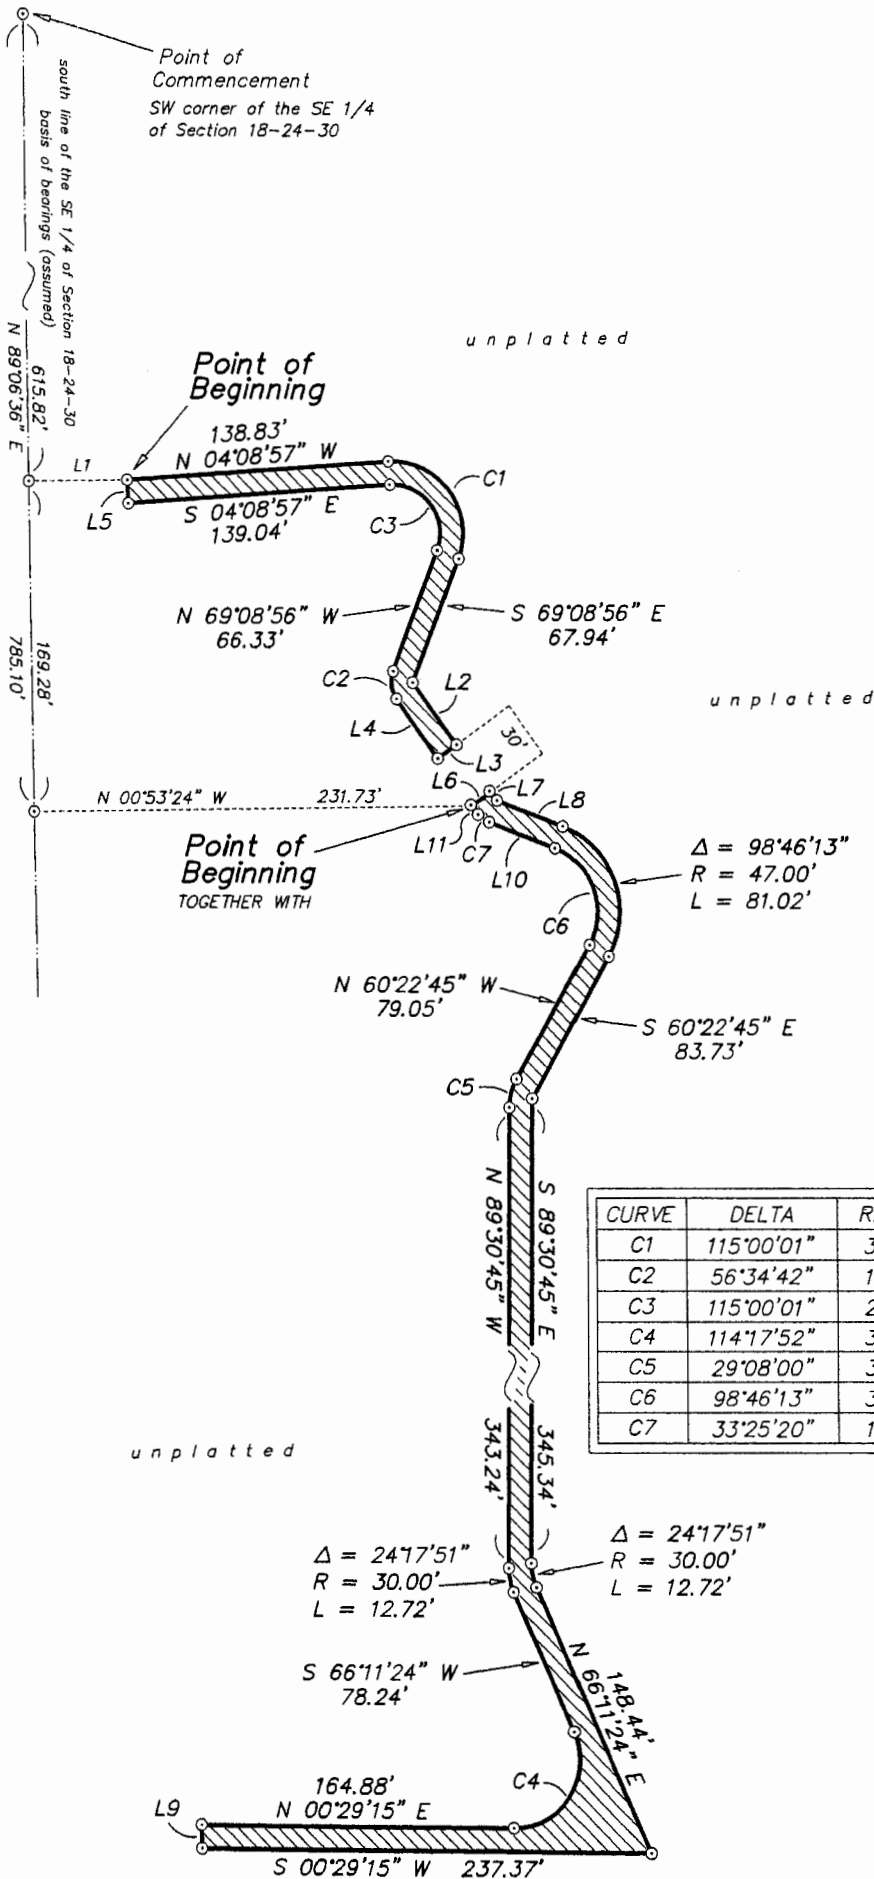 Point of
Commencement
SW corner of the SE 1/4
of Section 18-24-30
south line of the SE 1/4 of Section 18-24-30
basis of bearings (assumed)
N 89°06'36" E
615.82'
unplatted
Point of
Beginning
L1
138.83'
N 04°08'57" W
C1
L5
S 04°08'57" E
139.04'
C3
N 69°08'56" W
66.33'
S 69°08'56" E
67.94'
169.28'
785.10'
C2
L2
L4
unplatted
30'
L3
L6
L7
N 00°53'24" W 231.73'
L8
Point of
Beginning
TOGETHER WITH
L11
C7
L10
Δ = 98°46'13"
R = 47.00'
L = 81.02'
C6
N 60°22'45" W
79.05'
S 60°22'45" E
83.73'
C5
N 89°30'45" W
343.24'
S 89°30'45" E
345.34'
CURVE DELTA R
C1 115°00'01" 3
C2 56°34'42" 1
C3 115°00'01" 2
C4 114°17'52" 3
C5 29°08'00" 3
C6 98°46'13" 3
C7 33°25'20" 1
unplatted
Δ = 24°17'51"
R = 30.00'
L = 12.72'
Δ = 24°17'51"
R = 30.00'
L = 12.72'
S 66°11'24" W
78.24'
148.44'
N 66°11'24" E
C4
164.88'
N 00°29'15" E
L9
S 00°29'15" W 237.37'